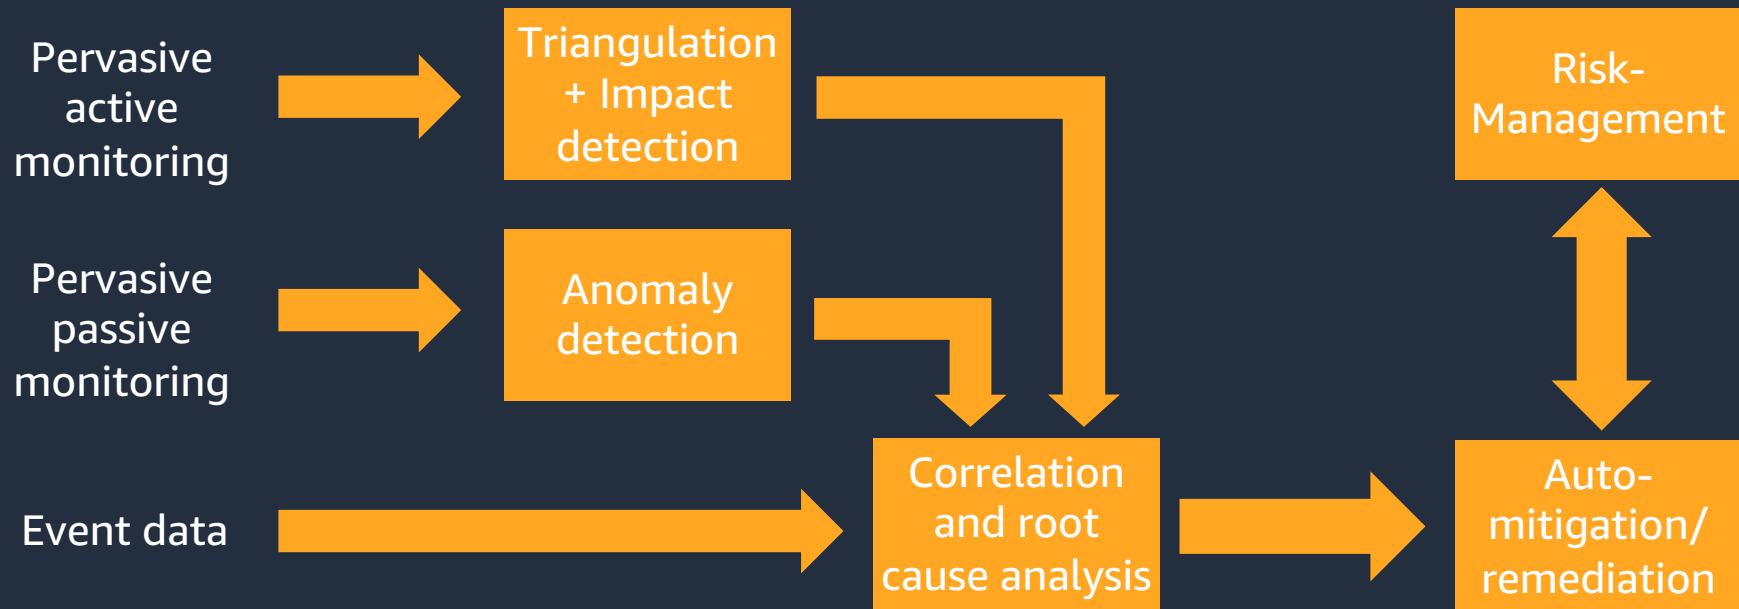 Pervasive
active
monitoring
Triangulation
+ Impact
detection
Risk-
Management
Pervasive
passive
monitoring
Anomaly
detection
Event data
Correlation
and root
cause analysis
Auto-
mitigation/
remediation